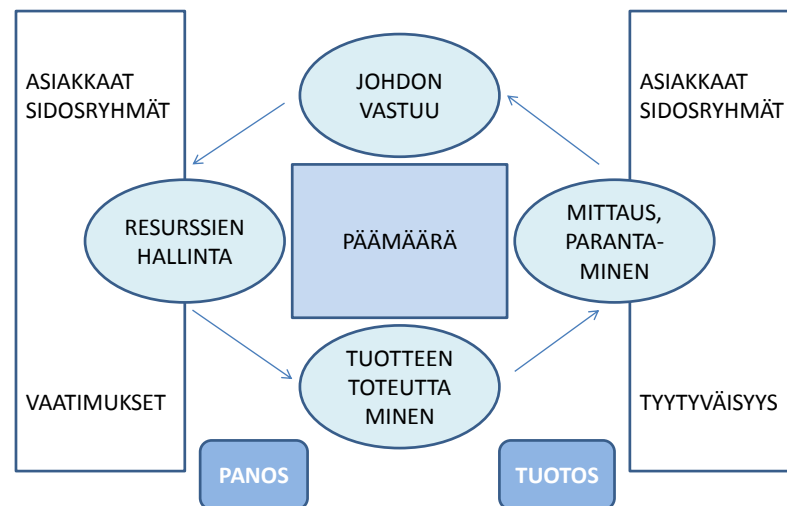 ASIAKKAAT
SIDOSRYHMÄT
JOHDON
VASTUU
ASIAKKAAT
SIDOSRYHMÄT
RESURSSIEN
HALLINTA
PÄÄMÄÄRÄ
MITTAUS,
PARANTA-
MINEN
VAATIMUKSET
TUOTTEEN
TOTEUTTA
MINEN
TYYTYVÄISYYS
PANOS
TUOTOS